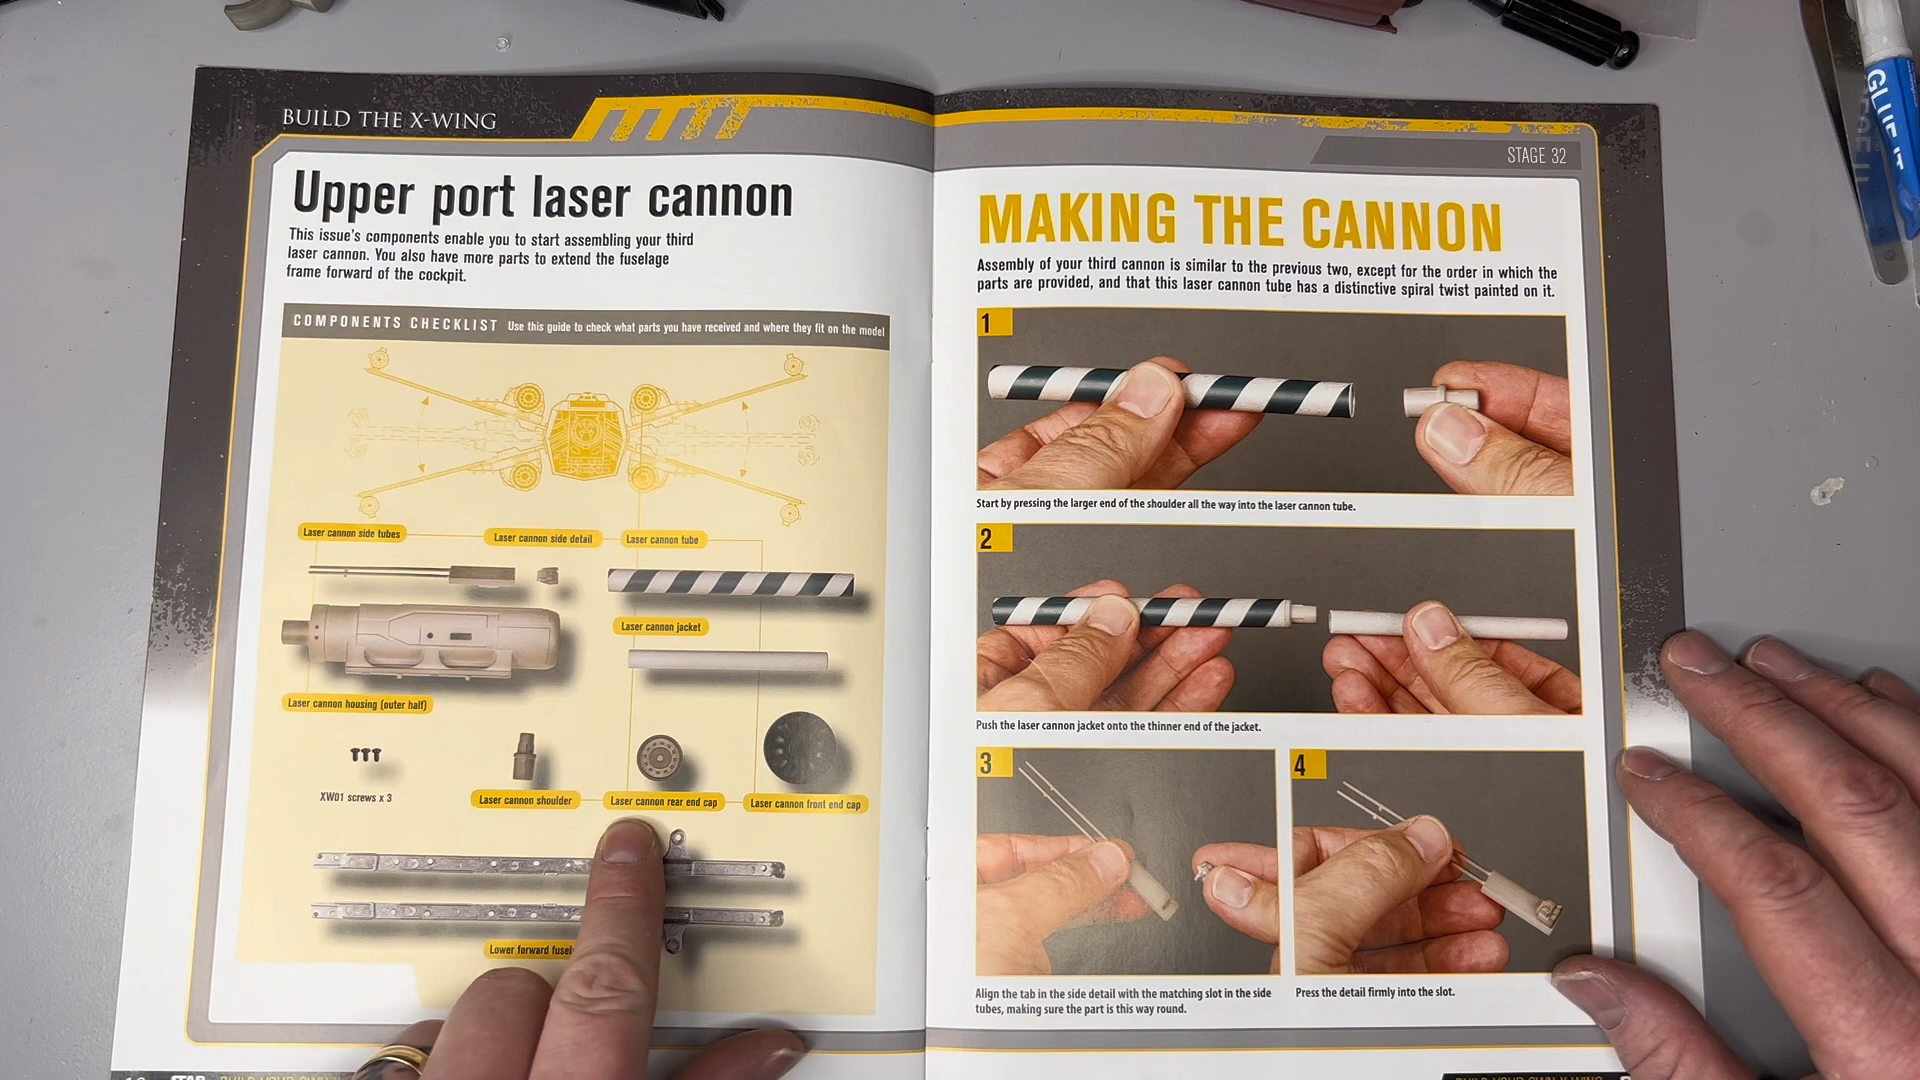 BUILD THE X-WING
Upper port laser cannon
This issue's components enable you to start assembling your third
laser cannon. You also have more parts to extend the fuselage
frame forward of the cockpit.
COMPONENTS CHECKLIST Use this guide to check what parts you have received and where they fit on the model
Laser cannon side tubes
Laser cannon side detail
Laser cannon tube
Laser cannon jacket
Laser cannon housing (outer half)
XW01 screws x 3
Laser cannon shoulder
Laser cannon rear end cap
Laser cannon front end cap
Lower forward
STAGE 32
MAKING THE CANNON
Assembly of your third cannon is similar to the previous two, except for the order in which the
parts are provided, and that this laser cannon tube has a distinctive spiral twist painted on it.
1
Start by pressing the larger end of the shoulder all the way into the laser cannon tube.
2
Push the laser cannon jacket onto the thinner end of the jacket.
3
Align the tab in the side detail with the matching slot in the side
tubes, making sure the part is this way round.
4
Press the detail firmly into the slot.
GLUE IT